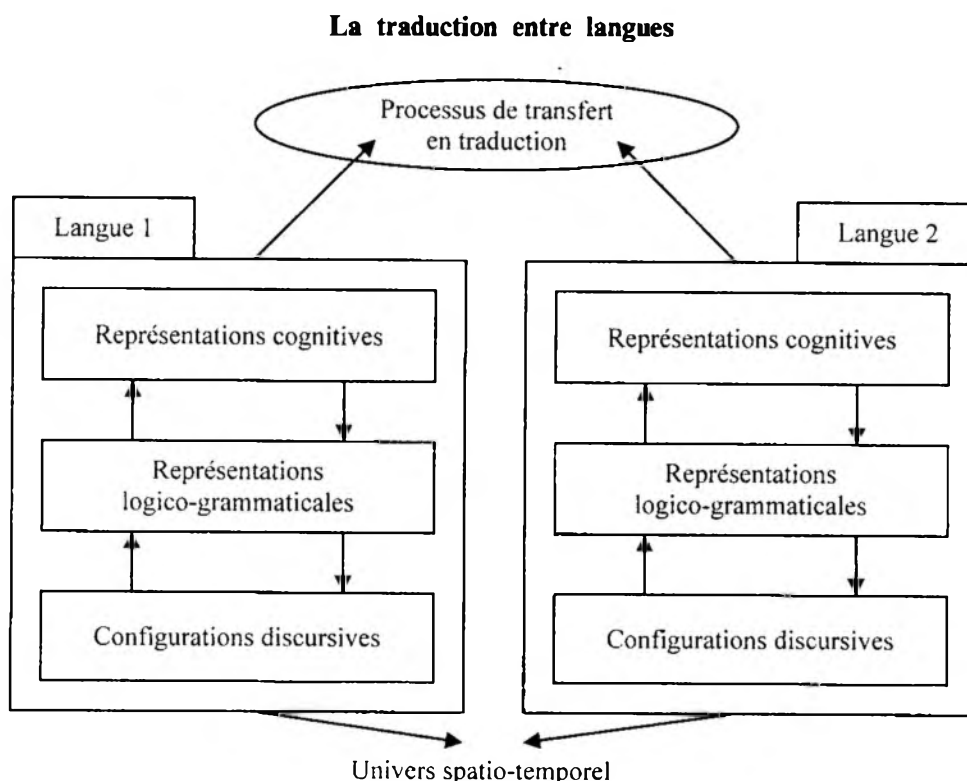 La traduction entre langues
Processus de transfert
en traduction
Langue 1
Représentations cognitives
Représentations
logico-grammaticales
Configurations discursives
Langue 2
Représentations cognitives
Représentations
logico-grammaticales
Configurations discursives
Univers spatio-temporel